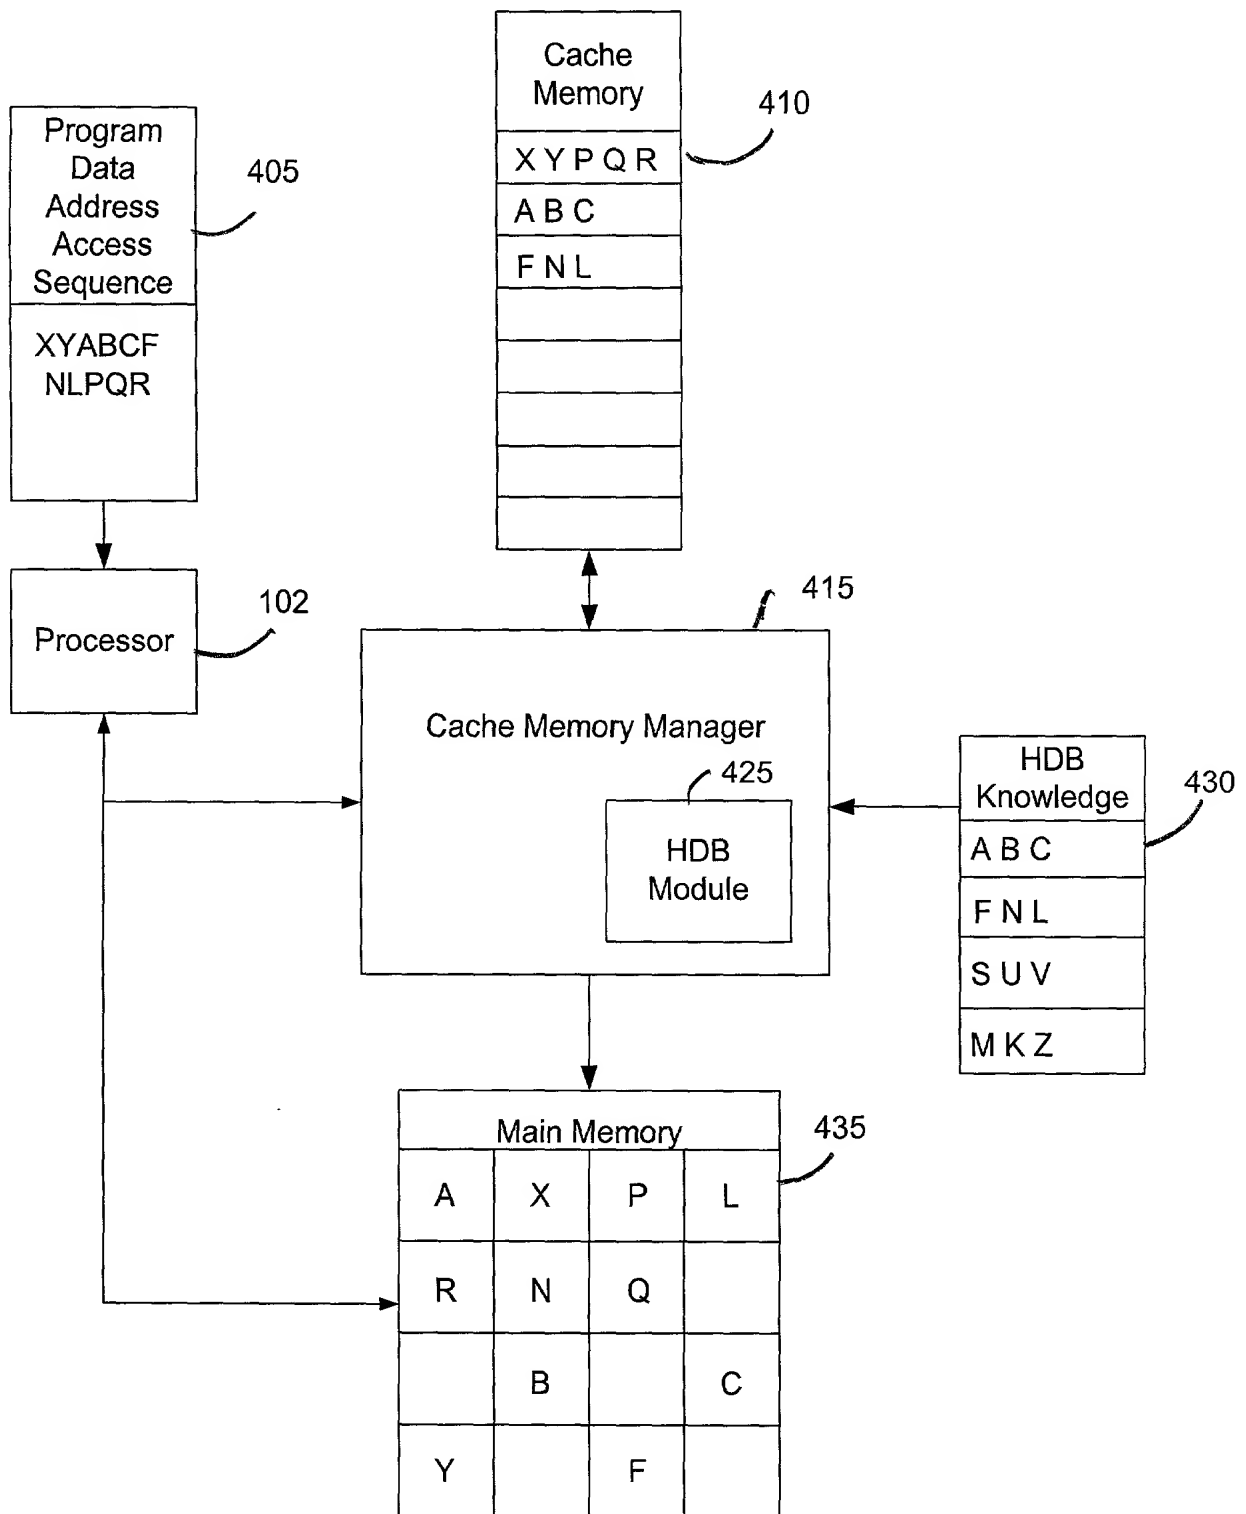 Cache
Memory
410
X Y P Q R
A B C
F N L
Program
Data
Address
Access
Sequence
405
XYABCF
NLPQR
Processor
102
415
Cache Memory Manager
425
HDB
Module
HDB
Knowledge
430
A B C
F N L
S U V
M K Z
Main Memory
435
A X P L
R N Q
B C
Y F